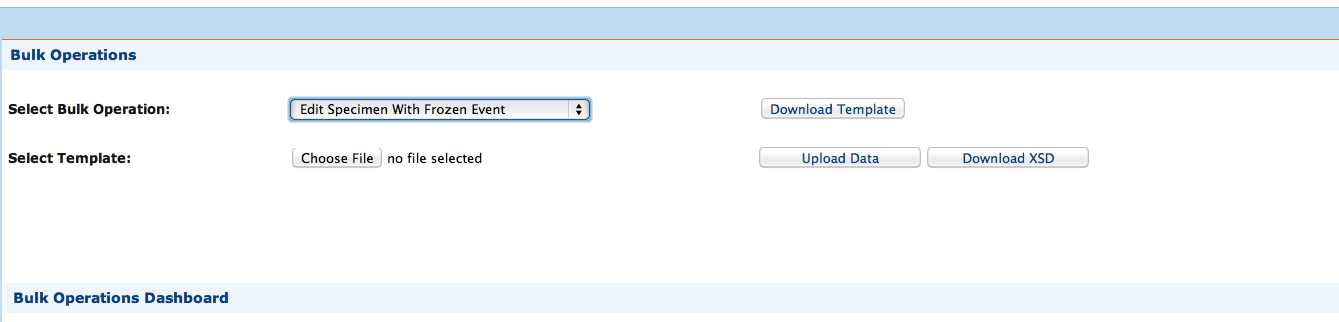 Bulk Operations
Select Bulk Operation: Edit Specimen With Frozen Event Download Template
Select Template: Choose File no file selected Upload Data Download XSD
Bulk Operations Dashboard